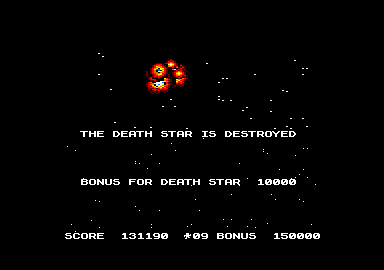 THE DEATH STAR IS DESTROYED
BONUS FOR DEATH STAR 10000
SCORE 131190 *09 BONUS 150000